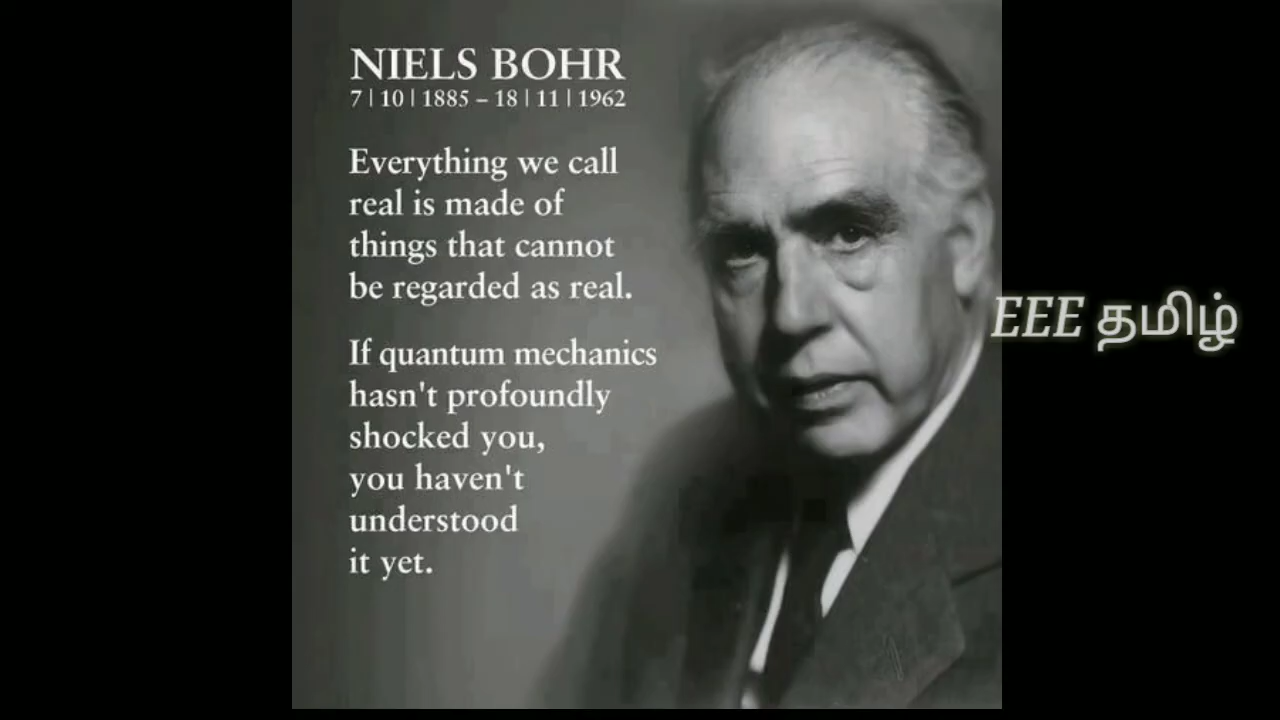 NIELS BOHR
7 | 10 | 1885 – 18 | 11 | 1962
Everything we call
real is made of
things that cannot
be regarded as real.
If quantum mechanics
hasn't profoundly
shocked you,
you haven't
understood
it yet.
EEE தமிழ்